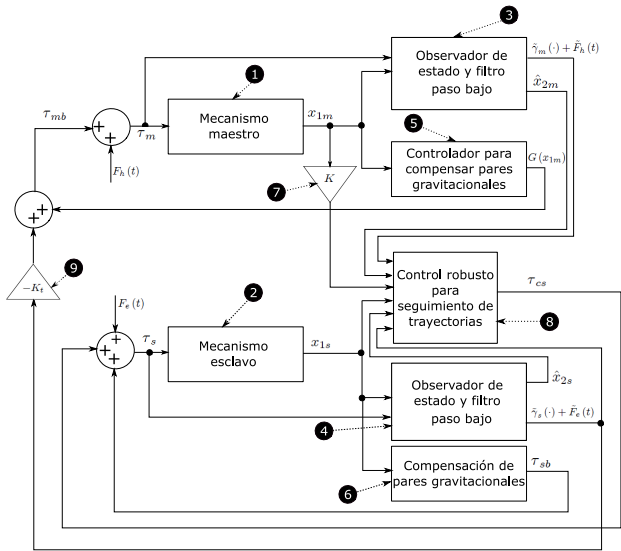 3
Observador de
estado y filtro
paso bajo
γ̃ₘ(·) + F̃ₕ(t)
x̂₂ₘ
1
Mecanismo
maestro
τₘb
+
+
τₘ
x₁ₘ
Fₕ(t)
5
Controlador para
compensar pares
gravitacionales
G(x₁ₘ)
7
K
+
+
9
−Kₜ
Control robusto
para
seguimiento de
trayectorias
τcs
8
Fₑ(t)
2
Mecanismo
esclavo
+
+
+
τₛ
x₁ₛ
Observador de
estado y filtro
paso bajo
x̂₂ₛ
γ̃ₛ(·) + F̃ₑ(t)
4
Compensación de
pares gravitacionales
τsb
6